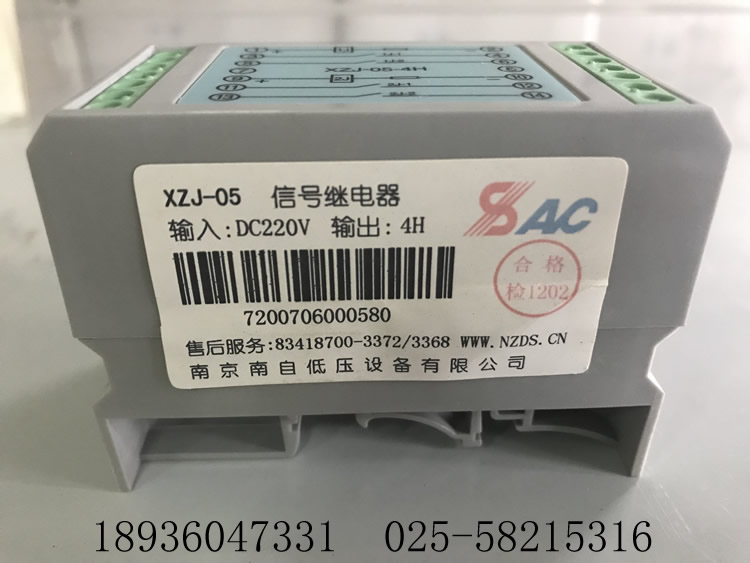 XZJ-05-4H
XZJ-05 信号继电器
SAC
输入:DC220V 输出:4H
合格
检1202
7200706000580
售后服务:83418700-3372/3368 WWW.NZDS.CN
南京南自低压设备有限公司
18936047331 025-58215316